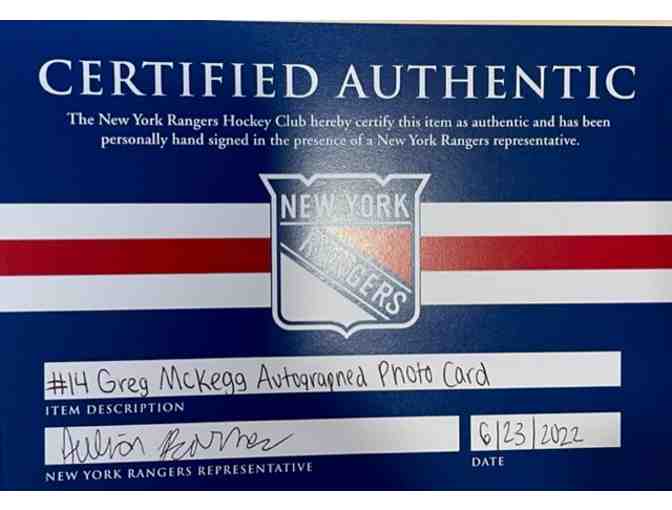 CERTIFIED AUTHENTIC
The New York Rangers Hockey Club hereby certify this item as authentic and has been
personally hand signed in the presence of a New York Rangers representative.
NEW YORK
RANGERS
#14 Greg McKegg Autographed Photo Card
ITEM DESCRIPTION
6/23/2022
NEW YORK RANGERS REPRESENTATIVE
DATE